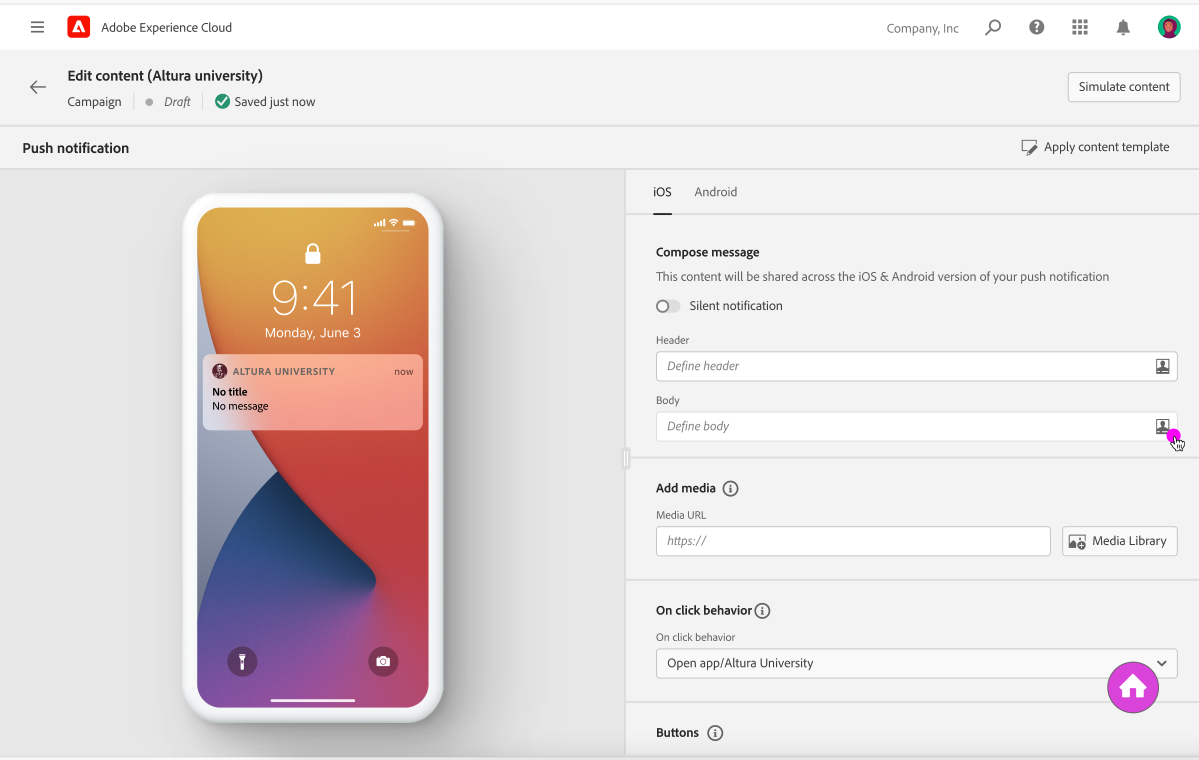 Adobe Experience Cloud
Company, Inc
Edit content (Altura university)
Campaign
Draft
Saved just now
Simulate content
Push notification
Apply content template
9:41
Monday, June 3
ALTURA UNIVERSITY
now
No title
No message
iOS
Android
Compose message
This content will be shared across the iOS & Android version of your push notification
Silent notification
Header
Define header
Body
Define body
Add media
Media URL
https://
Media Library
On click behavior
On click behavior
Open app/Altura University
Buttons